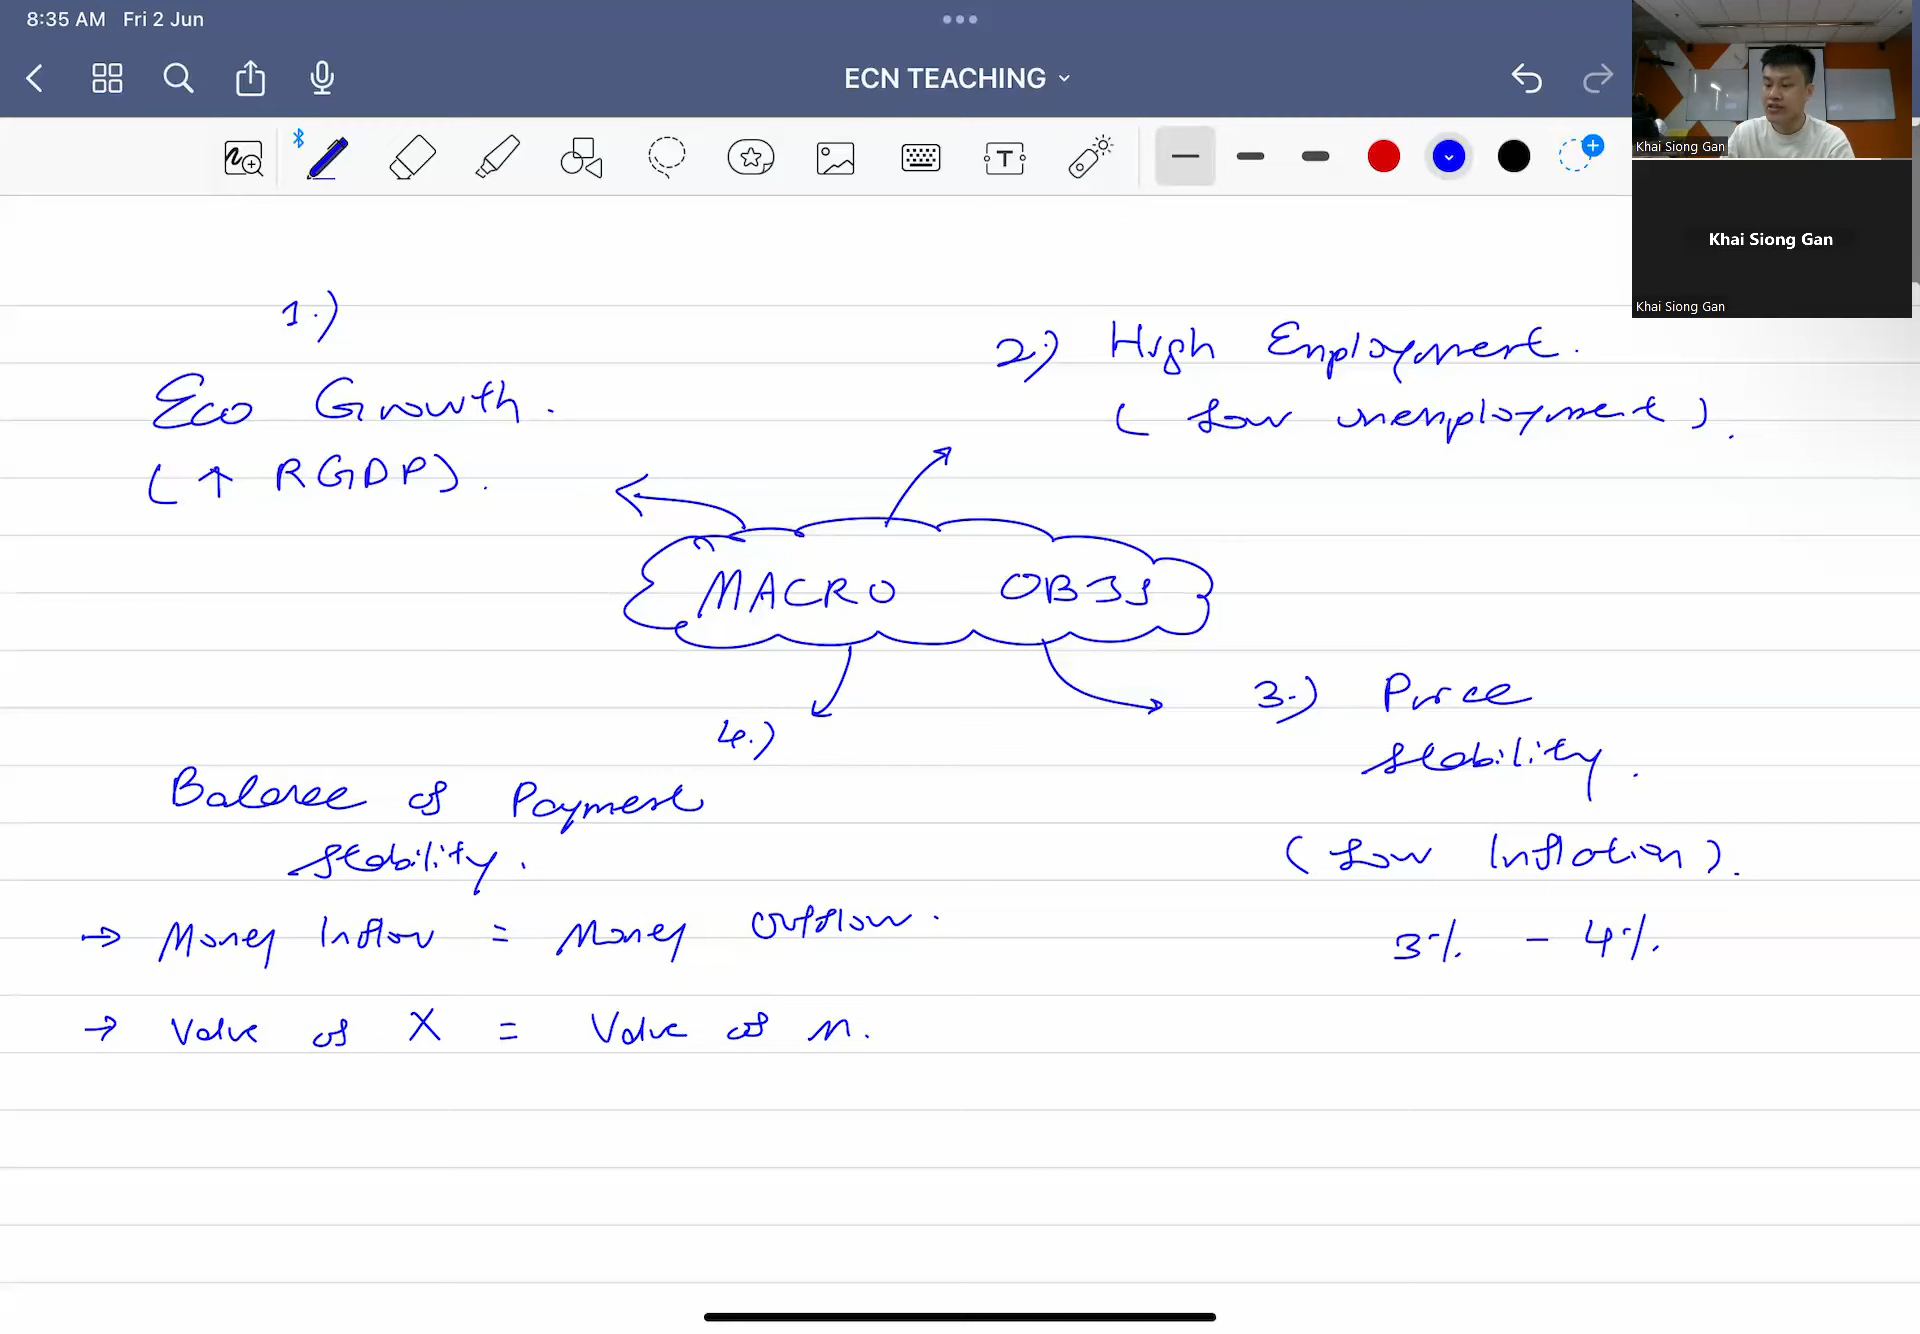 8:35 AM Fri 2 Jun
ECN TEACHING
Khai Siong Gan
Khai Siong Gan
Khai Siong Gan
1.)
Eco Growth.
(↑ RGDP).
2.) High Employment.
(Low unemployment).
MACRO OBJS
3.) Price
stability.
(Low Inflation).
3% - 4%.
4.)
Balance of Payment
stability.
→ Money Inflow = Money outflow.
→ Value of X = Value of M.